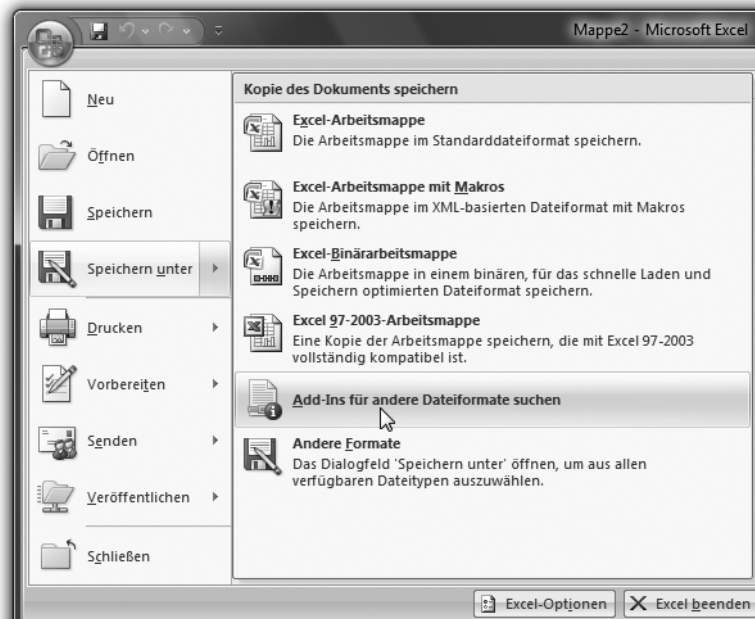 Mappe2 - Microsoft Excel
Neu
Öffnen
Speichern
Speichern unter
Drucken
Vorbereiten
Senden
Veröffentlichen
Schließen
Kopie des Dokuments speichern
Excel-Arbeitsmappe
Die Arbeitsmappe im Standarddateiformat speichern.
Excel-Arbeitsmappe mit Makros
Die Arbeitsmappe im XML-basierten Dateiformat mit Makros
speichern.
Excel-Binärarbeitsmappe
Die Arbeitsmappe in einem binären, für das schnelle Laden und
Speichern optimierten Dateiformat speichern.
Excel 97-2003-Arbeitsmappe
Eine Kopie der Arbeitsmappe speichern, die mit Excel 97-2003
vollständig kompatibel ist.
Add-Ins für andere Dateiformate suchen
Andere Formate
Das Dialogfeld 'Speichern unter' öffnen, um aus allen
verfügbaren Dateitypen auszuwählen.
Excel-Optionen
Excel beenden